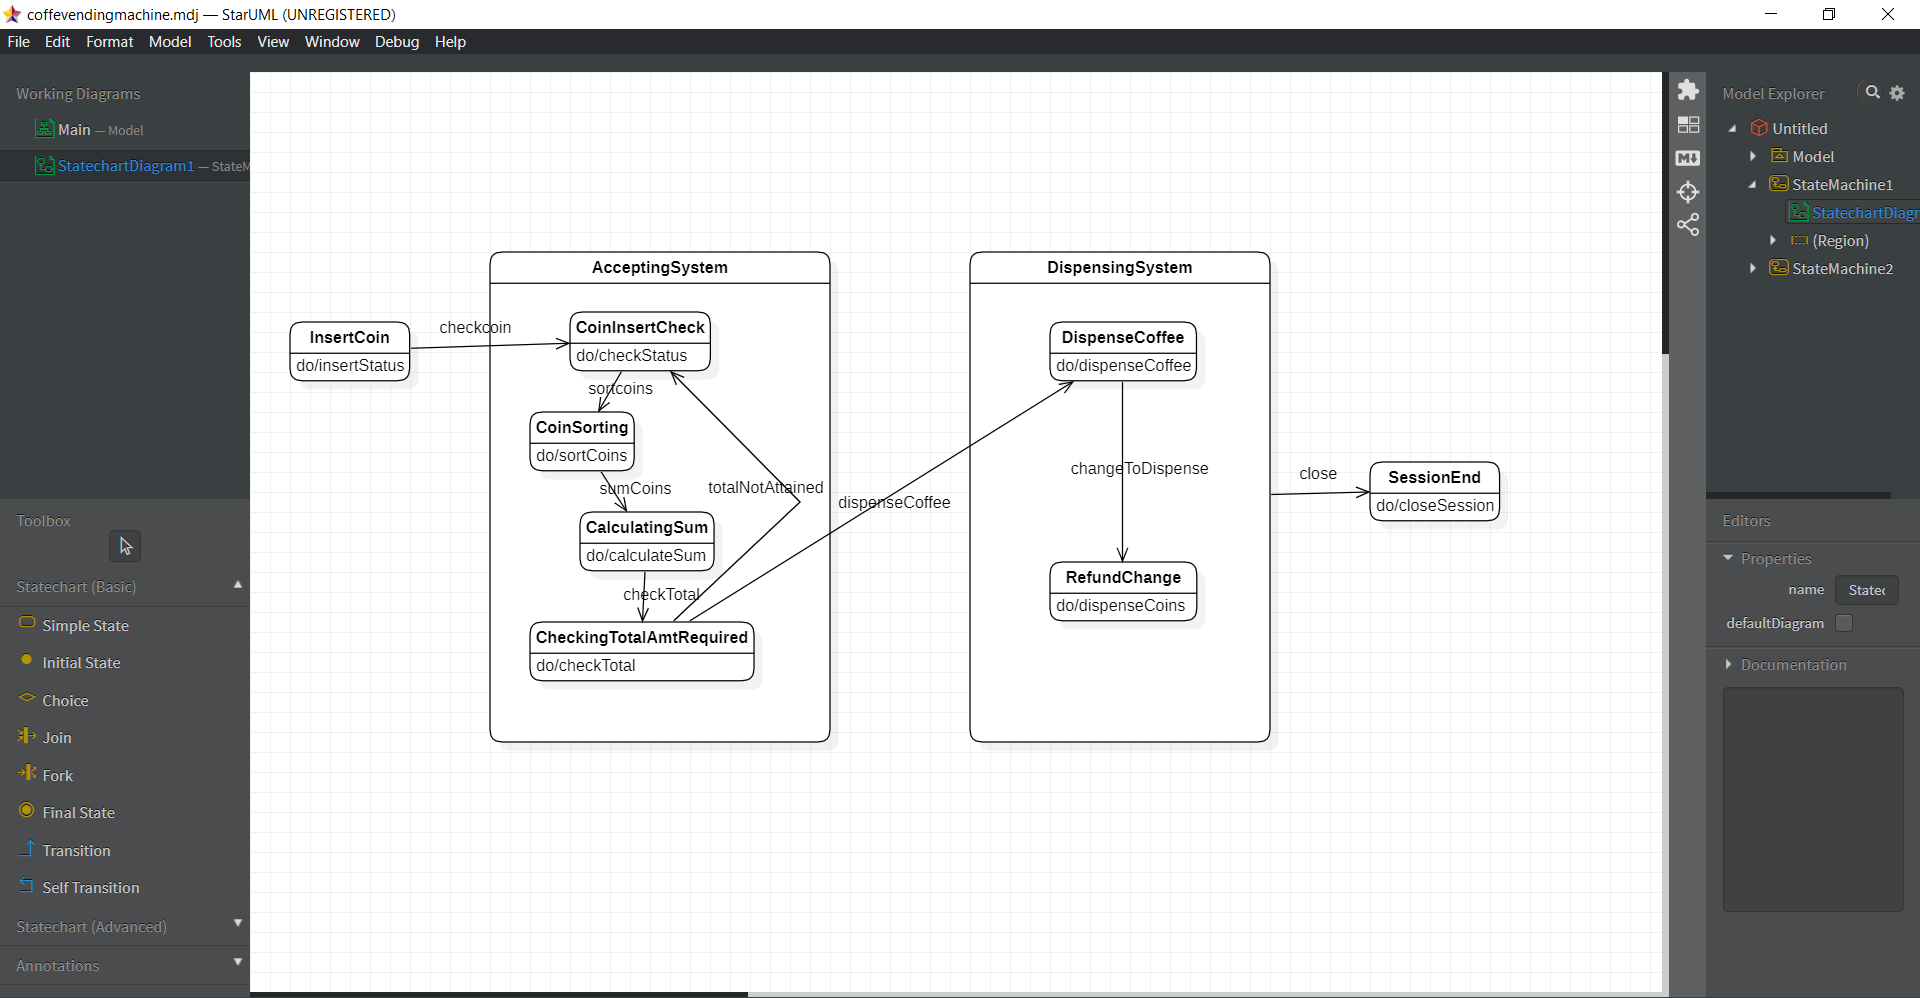 coffevendingmachine.mdj — StarUML (UNREGISTERED)
File Edit Format Model Tools View Window Debug Help
Working Diagrams
Main — Model
StatechartDiagram1 — StateM
Toolbox
Statechart (Basic)
Simple State
Initial State
Choice
Join
Fork
Final State
Transition
Self Transition
Statechart (Advanced)
Annotations
InsertCoin
do/insertStatus
checkcoin
AcceptingSystem
CoinInsertCheck
do/checkStatus
sortcoins
CoinSorting
do/sortCoins
sumCoins
totalNotAttained
CalculatingSum
do/calculateSum
checkTotal
CheckingTotalAmtRequired
do/checkTotal
dispenseCoffee
DispensingSystem
DispenseCoffee
do/dispenseCoffee
changeToDispense
RefundChange
do/dispenseCoins
close
SessionEnd
do/closeSession
M
Model Explorer
Untitled
Model
StateMachine1
StatechartDiagr
(Region)
StateMachine2
Editors
Properties
name Statec
defaultDiagram
Documentation